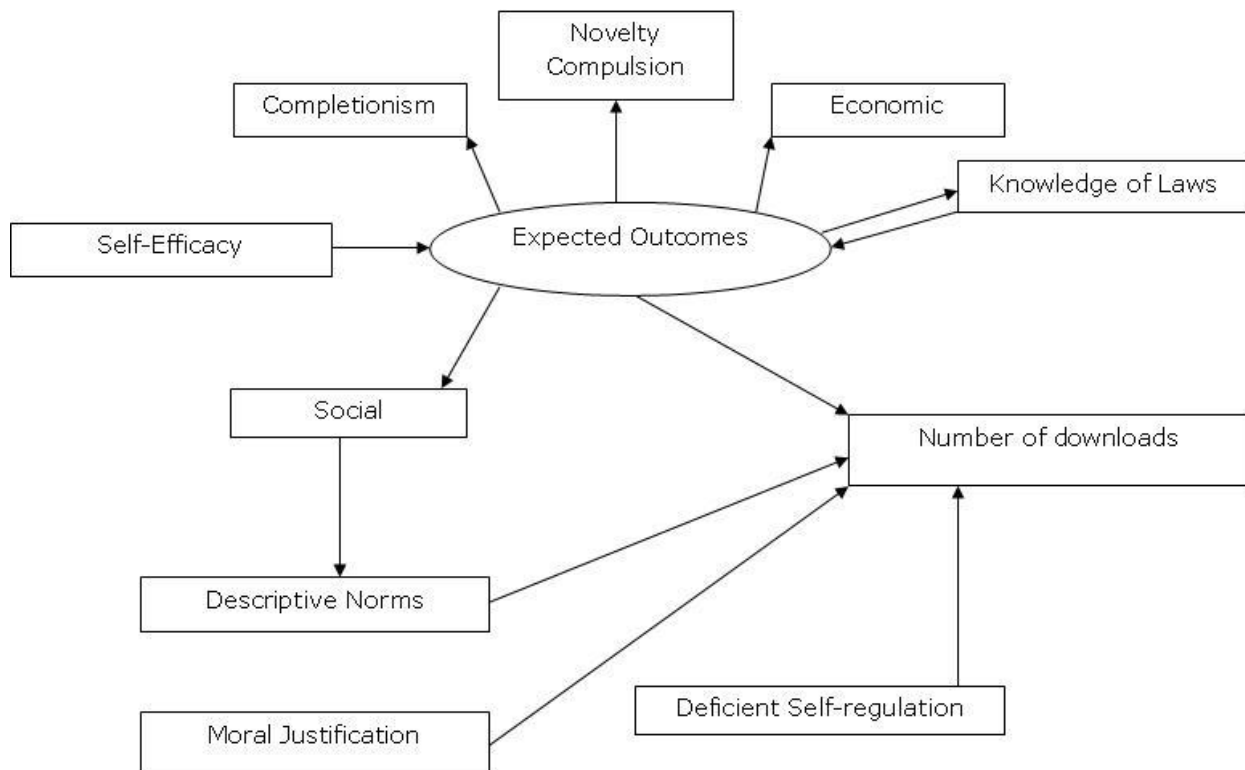 Novelty
Compulsion
Completionism
Economic
Knowledge of Laws
Self-Efficacy
Expected Outcomes
Social
Number of downloads
Descriptive Norms
Deficient Self-regulation
Moral Justification